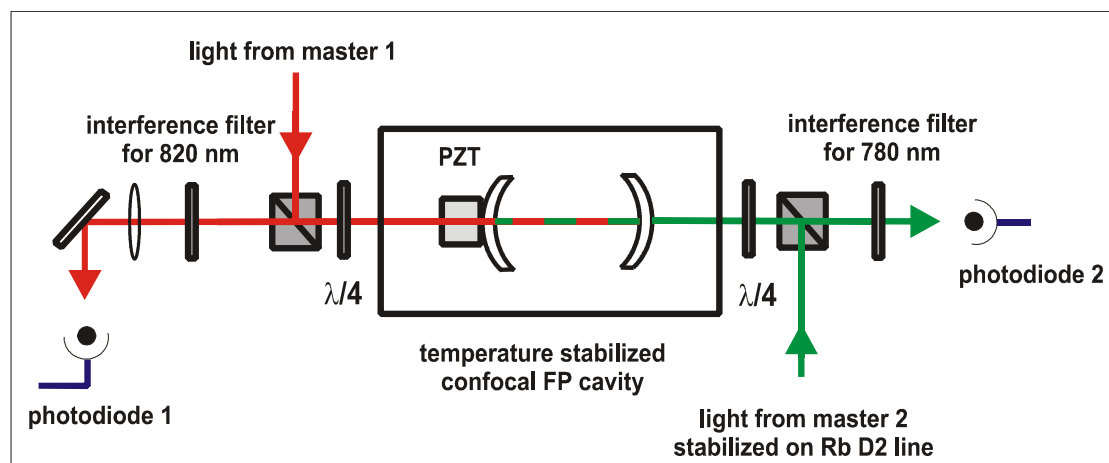 light from master 1
interference filter
for 820 nm
PZT
interference filter
for 780 nm
λ/4
λ/4
photodiode 2
temperature stabilized
confocal FP cavity
photodiode 1
light from master 2
stabilized on Rb D2 line